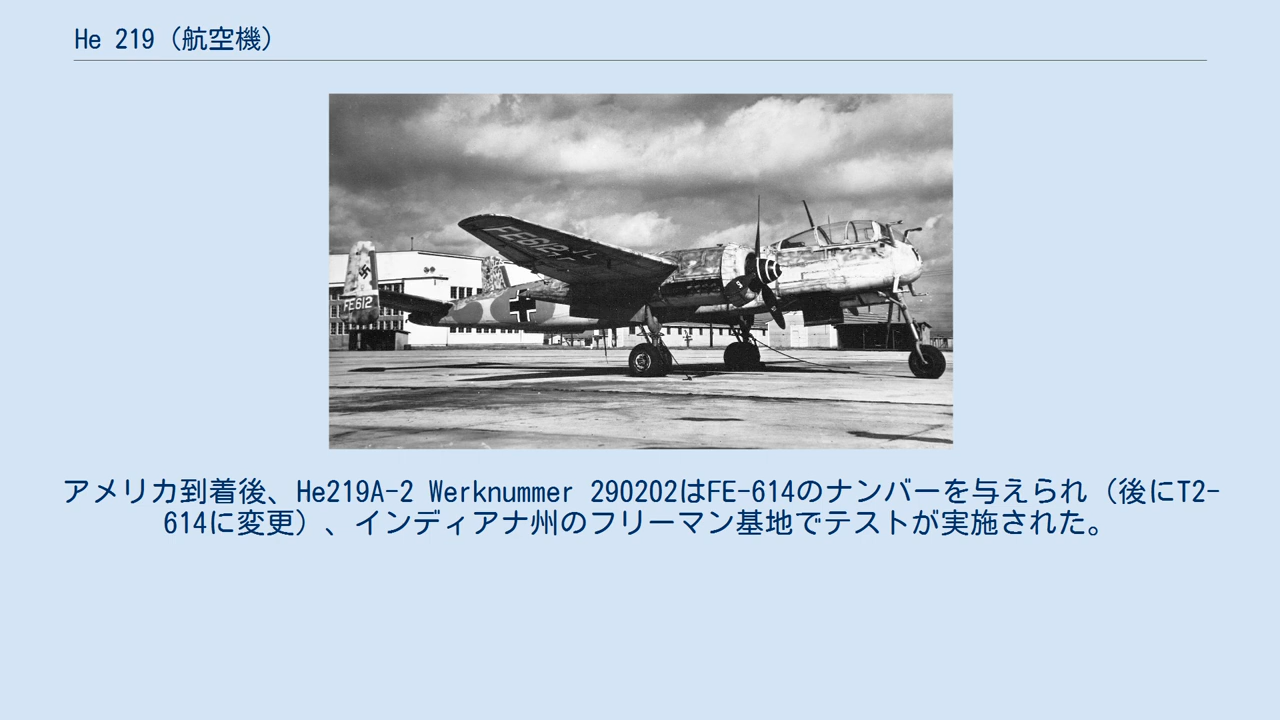 He 219（航空機）
FE612
FE612
アメリカ到着後、He219A-2 Werknummer 290202はFE-614のナンバーを与えられ（後にT2-
614に変更）、インディアナ州のフリーマン基地でテストが実施された。